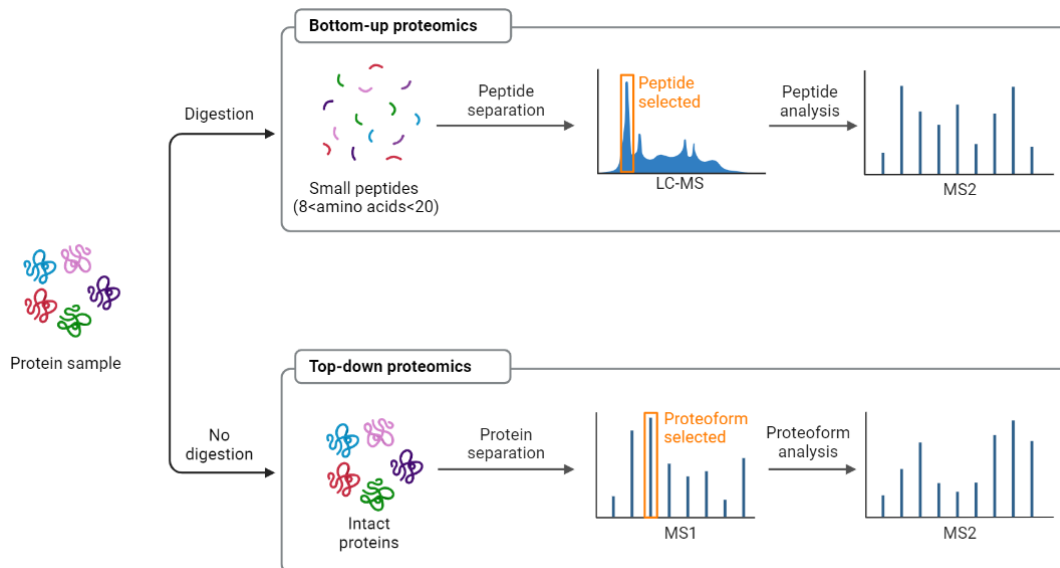 Bottom-up proteomics
Digestion
Small peptides
(8<amino acids<20)
Peptide
separation
Peptide
selected
LC-MS
Peptide
analysis
MS2
Protein sample
Top-down proteomics
No
digestion
Intact
proteins
Protein
separation
Proteoform
selected
MS1
Proteoform
analysis
MS2